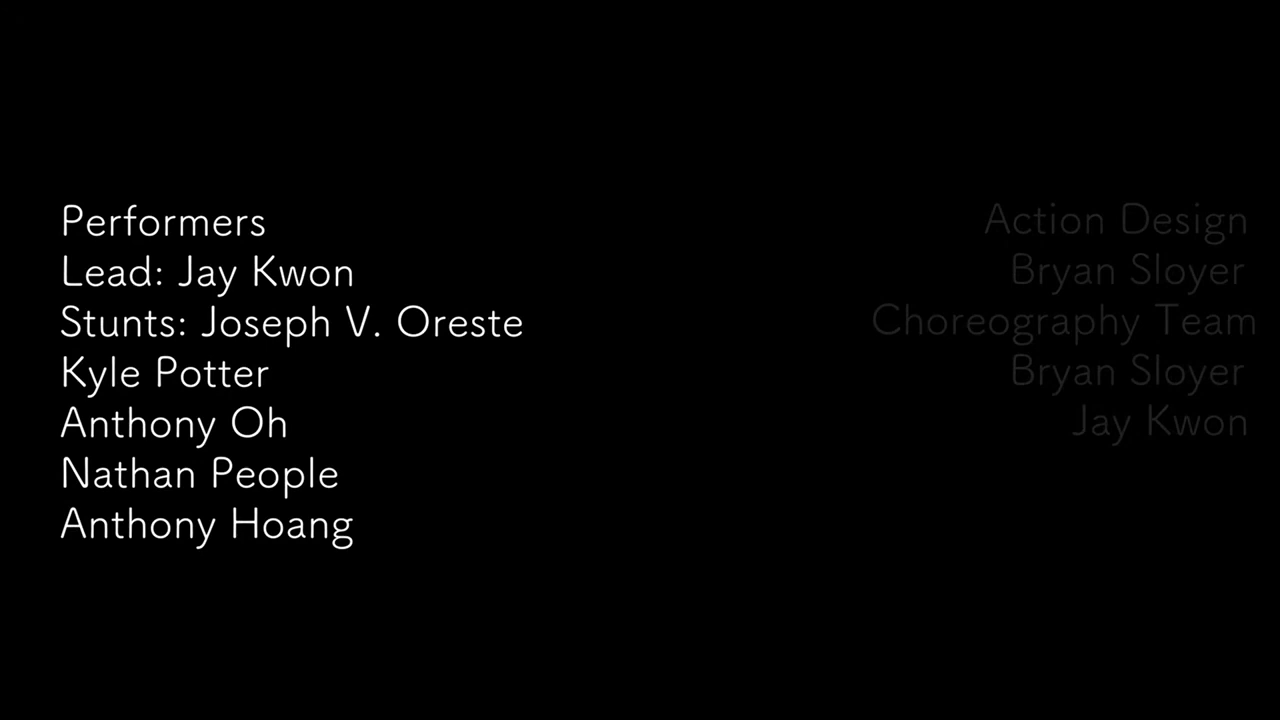 Performers
Lead: Jay Kwon
Stunts: Joseph V. Oreste
Kyle Potter
Anthony Oh
Nathan People
Anthony Hoang
Action Design
Bryan Sloyer
Choreography Team
Bryan Sloyer
Jay Kwon